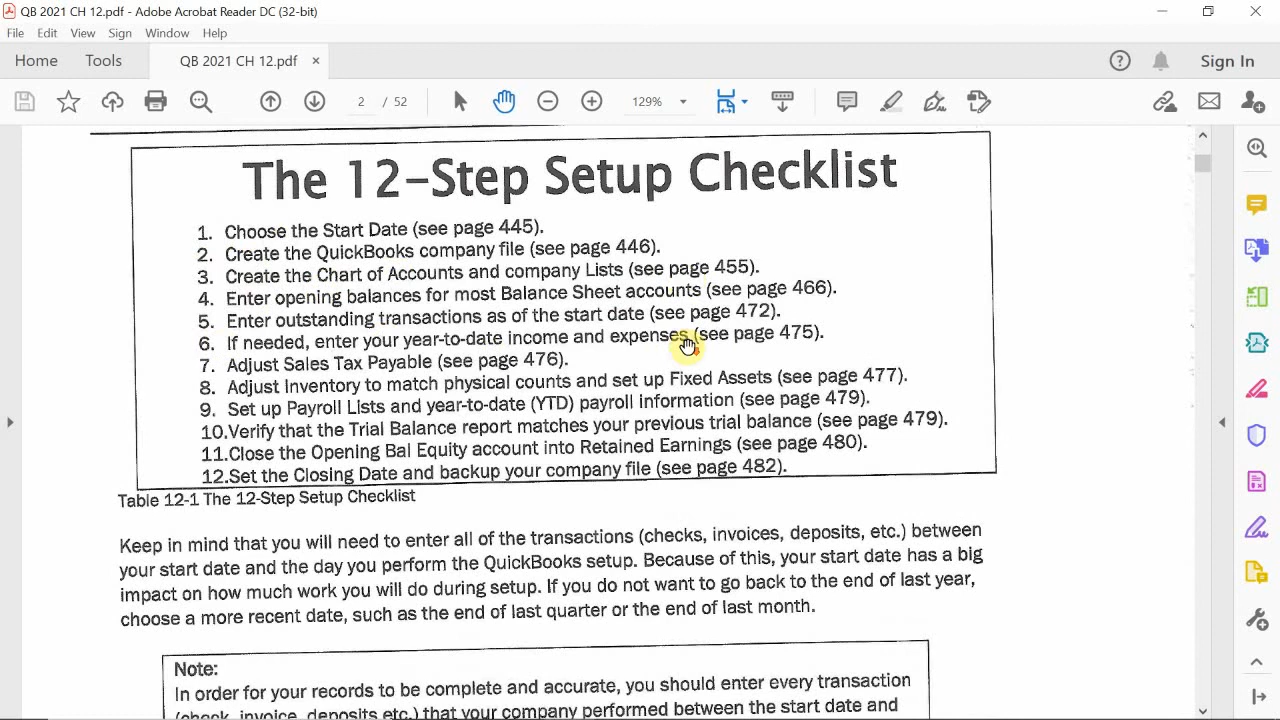 QB 2021 CH 12.pdf - Adobe Acrobat Reader DC (32-bit)
File Edit View Sign Window Help
Home Tools QB 2021 CH 12.pdf × Sign In
2 / 52 129%
The 12-Step Setup Checklist
1. Choose the Start Date (see page 445).
2. Create the QuickBooks company file (see page 446).
3. Create the Chart of Accounts and company Lists (see page 455).
4. Enter opening balances for most Balance Sheet accounts (see page 466).
5. Enter outstanding transactions as of the start date (see page 472).
6. If needed, enter your year-to-date income and expenses (see page 475).
7. Adjust Sales Tax Payable (see page 476).
8. Adjust Inventory to match physical counts and set up Fixed Assets (see page 477).
9. Set up Payroll Lists and year-to-date (YTD) payroll information (see page 479).
10.Verify that the Trial Balance report matches your previous trial balance (see page 479).
11.Close the Opening Bal Equity account into Retained Earnings (see page 480).
12.Set the Closing Date and backup your company file (see page 482).
Table 12-1 The 12-Step Setup Checklist
Keep in mind that you will need to enter all of the transactions (checks, invoices, deposits, etc.) between
your start date and the day you perform the QuickBooks setup. Because of this, your start date has a big
impact on how much work you will do during setup. If you do not want to go back to the end of last year,
choose a more recent date, such as the end of last quarter or the end of last month.
Note:
In order for your records to be complete and accurate, you should enter every transaction
(check, invoice, deposits etc.) that your company performed between the start date and